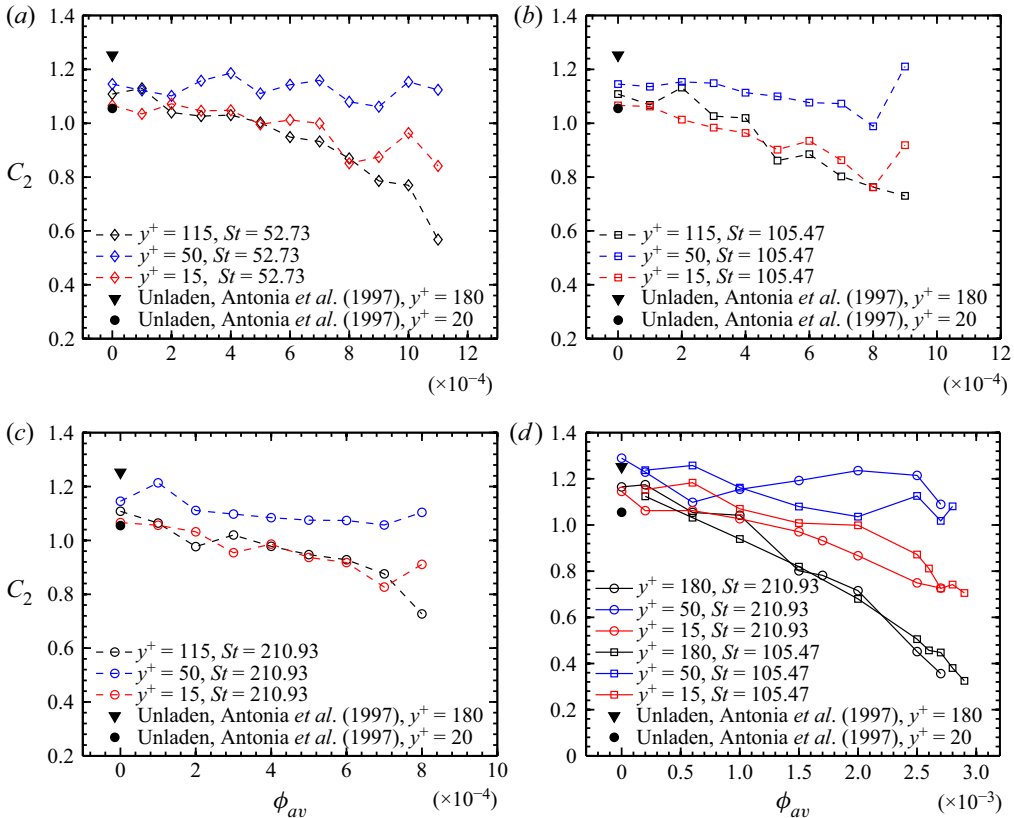 (a)
1.4
1.2
1.0
0.8
0.6
0.4
0.2
C₂
y⁺ = 115, St = 52.73
y⁺ = 50, St = 52.73
y⁺ = 15, St = 52.73
Unladen, Antonia et al. (1997), y⁺ = 180
Unladen, Antonia et al. (1997), y⁺ = 20
0 2 4 6 8 10 12
(×10⁻⁴)
(b)
1.4
1.2
1.0
0.8
0.6
0.4
0.2
y⁺ = 115, St = 105.47
y⁺ = 50, St = 105.47
y⁺ = 15, St = 105.47
Unladen, Antonia et al. (1997), y⁺ = 180
Unladen, Antonia et al. (1997), y⁺ = 20
0 2 4 6 8 10 12
(×10⁻⁴)
(c)
1.4
1.2
1.0
0.8
0.6
0.4
0.2
C₂
y⁺ = 115, St = 210.93
y⁺ = 50, St = 210.93
y⁺ = 15, St = 210.93
Unladen, Antonia et al. (1997), y⁺ = 180
Unladen, Antonia et al. (1997), y⁺ = 20
0 2 4 6 8 10
ϕav
(×10⁻⁴)
(d)
1.4
1.2
1.0
0.8
0.6
0.4
0.2
0
y⁺ = 180, St = 210.93
y⁺ = 50, St = 210.93
y⁺ = 15, St = 210.93
y⁺ = 180, St = 105.47
y⁺ = 50, St = 105.47
y⁺ = 15, St = 105.47
Unladen, Antonia et al. (1997), y⁺ = 180
Unladen, Antonia et al. (1997), y⁺ = 20
0 0.5 1.0 1.5 2.0 2.5 3.0
ϕav
(×10⁻³)